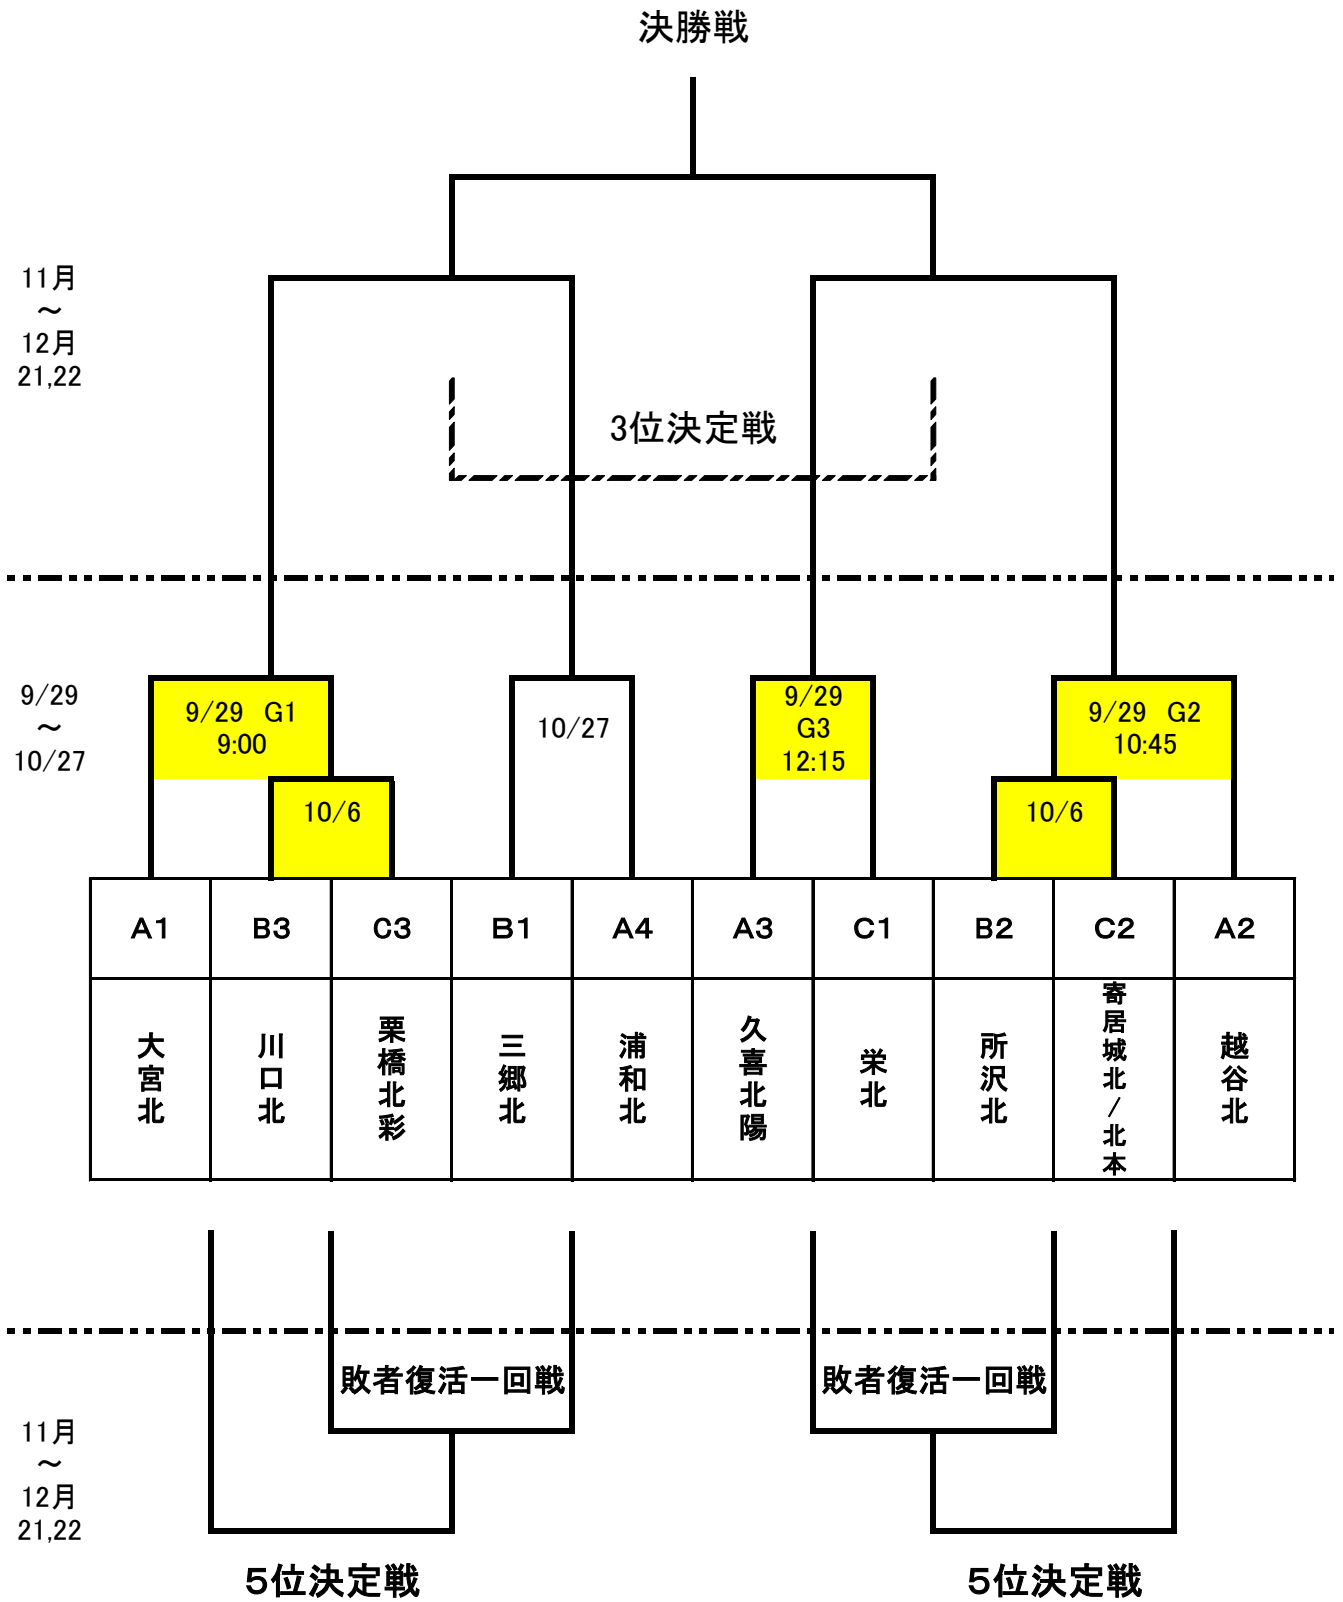 決勝戦
11月
～
12月
21,22
3位決定戦
9/29
～
10/27
9/29 G1
9:00
10/27
9/29
G3
12:15
9/29 G2
10:45
10/6
10/6
A1 B3 C3 B1 A4 A3 C1 B2 C2 A2
大宮北
川口北
栗橋北彩
三郷北
浦和北
久喜北陽
栄北
所沢北
寄居城北/北本
越谷北
敗者復活一回戦
敗者復活一回戦
11月
～
12月
21,22
5位決定戦
5位決定戦